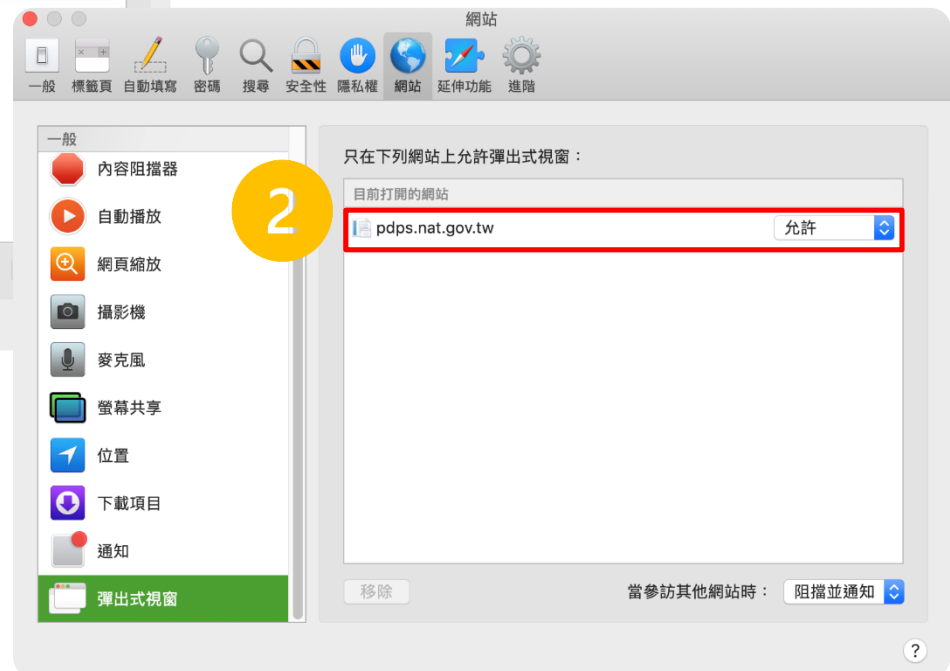 網站
一般 標籤頁 自動填寫 密碼 搜尋 安全性 隱私權 網站 延伸功能 進階
一般
內容阻擋器
自動播放
網頁縮放
攝影機
麥克風
螢幕共享
位置
下載項目
通知
彈出式視窗
2
只在下列網站上允許彈出式視窗：
目前打開的網站
pdps.nat.gov.tw 允許
移除 當參訪其他網站時： 阻擋並通知
?